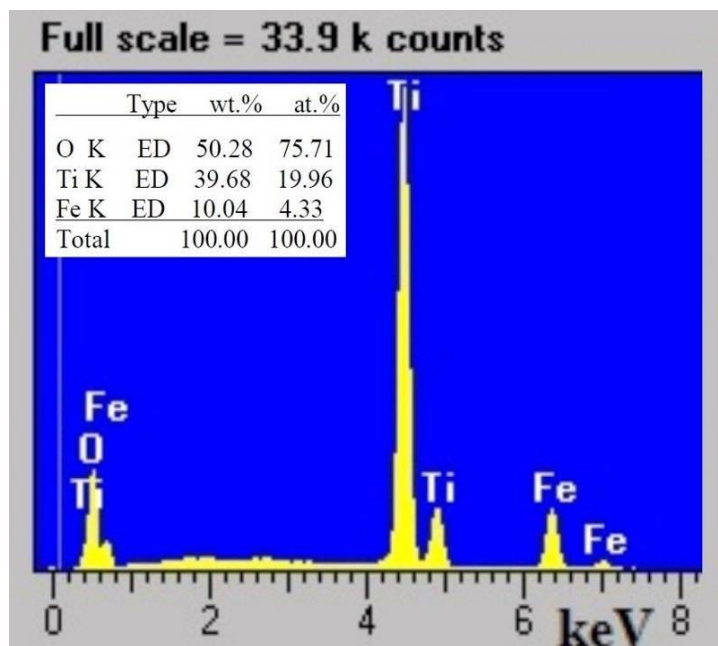 Full scale = 33.9 k counts
Type wt.% at.%
O K ED 50.28 75.71
Ti K ED 39.68 19.96
Fe K ED 10.04 4.33
Total 100.00 100.00
Ti
Fe
O
Ti
Ti
Fe
Fe
0 2 4 6 keV 8